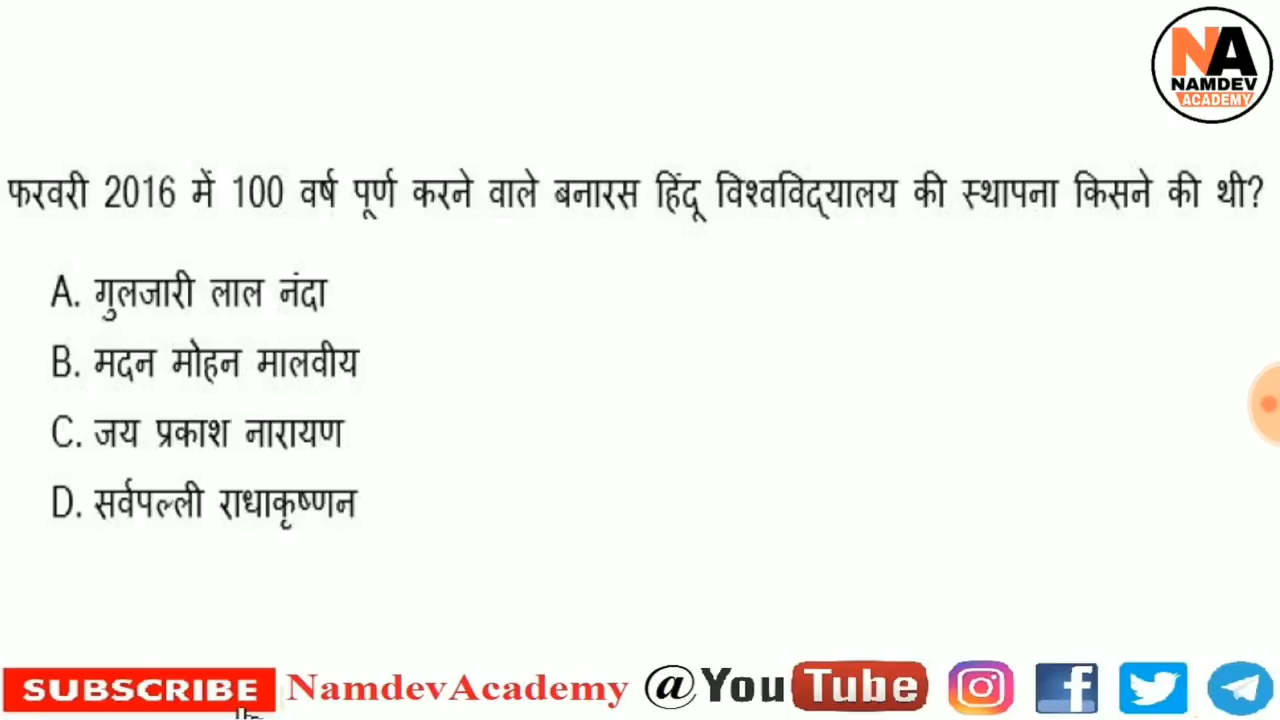 NA
NAMDEV
ACADEMY
फरवरी 2016 में 100 वर्ष पूर्ण करने वाले बनारस हिंदू विश्वविद्यालय की स्थापना किसने की थी?
A. गुलजारी लाल नंदा
B. मदन मोहन मालवीय
C. जय प्रकाश नारायण
D. सर्वपल्ली राधाकृष्णन
SUBSCRIBE NamdevAcademy @YouTube